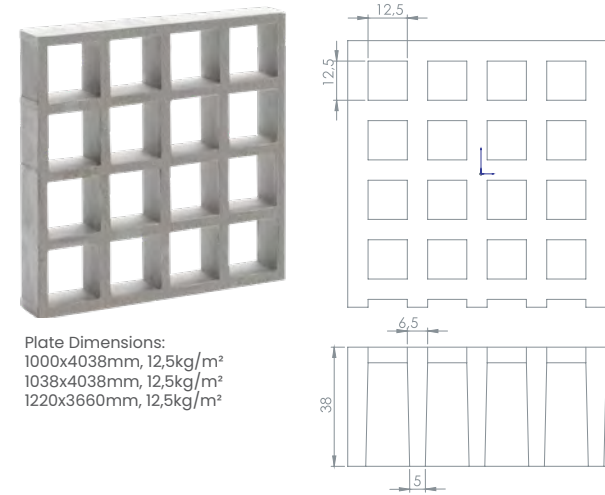 12,5
12,5
6,5
38
5
Plate Dimensions:
1000x4038mm, 12,5kg/m²
1038x4038mm, 12,5kg/m²
1220x3660mm, 12,5kg/m²